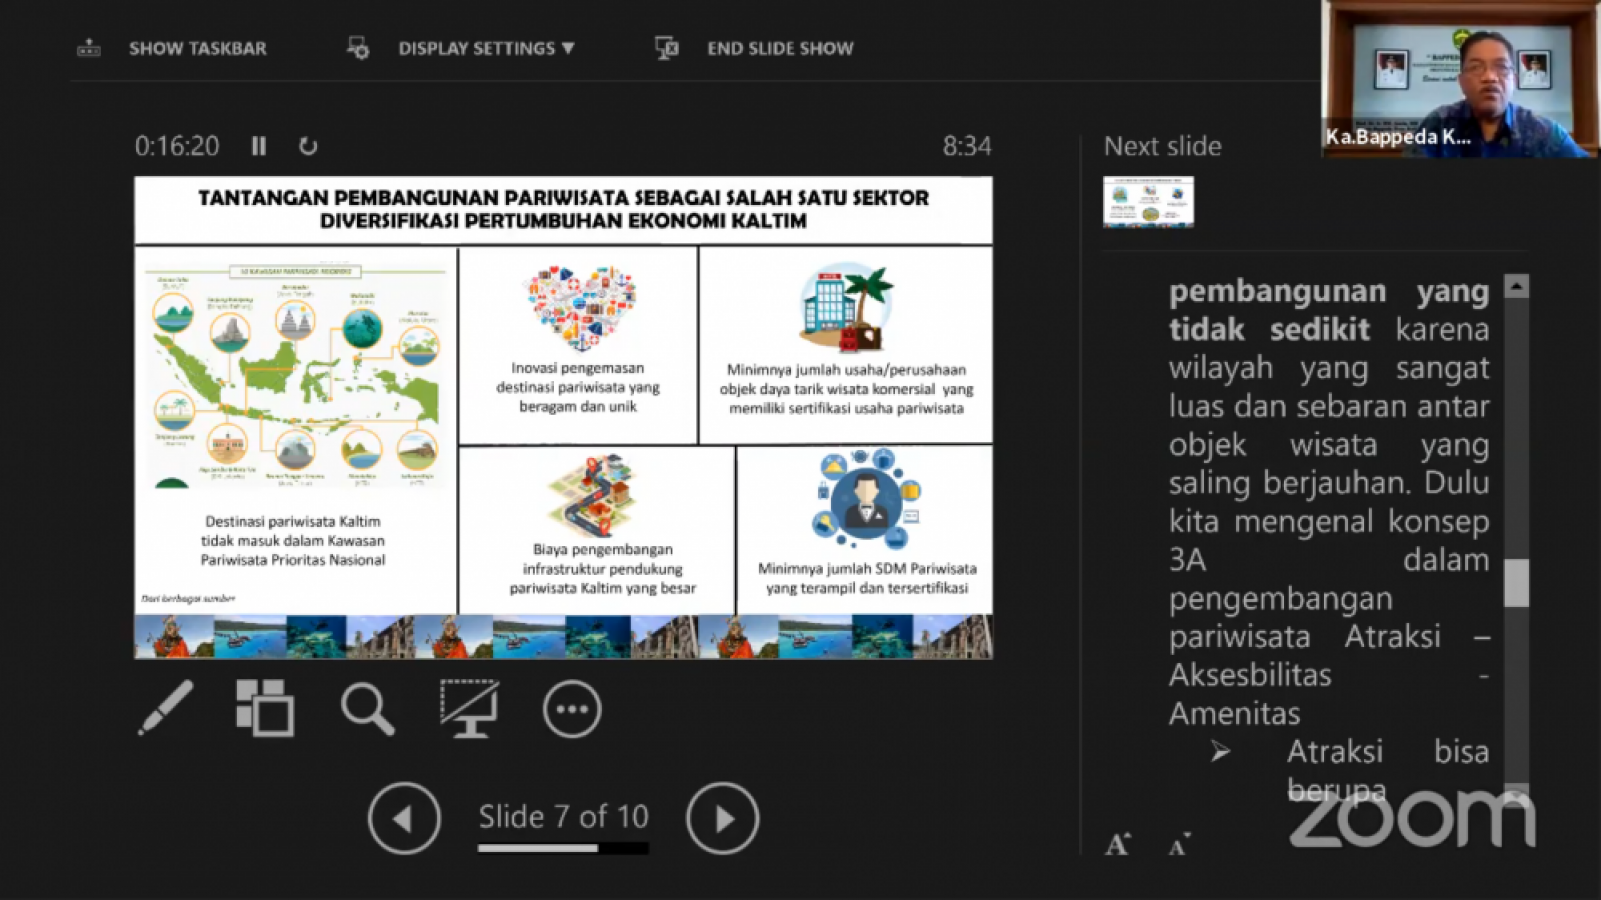 SHOW TASKBAR
DISPLAY SETTINGS ▼
END SLIDE SHOW
Ka.Bappeda K...
0:16:20
8:34
Next slide
TANTANGAN PEMBANGUNAN PARIWISATA SEBAGAI SALAH SATU SEKTOR
DIVERSIFIKASI PERTUMBUHAN EKONOMI KALTIM
Destinasi pariwisata Kaltim
tidak masuk dalam Kawasan
Pariwisata Prioritas Nasional
Dari berbagai sumber
Inovasi pengemasan
destinasi pariwisata yang
beragam dan unik
Minimnya jumlah usaha/perusahaan
objek daya tarik wisata komersial yang
memiliki sertifikasi usaha pariwisata
Biaya pengembangan
infrastruktur pendukung
pariwisata Kaltim yang besar
Minimnya jumlah SDM Pariwisata
yang terampil dan tersertifikasi
pembangunan yang
tidak sedikit karena
wilayah yang sangat
luas dan sebaran antar
objek wisata yang
saling berjauhan. Dulu
kita mengenal konsep
3A dalam
pengembangan
pariwisata Atraksi –
Aksesbilitas -
Amenitas
Atraksi bisa
berupa
Slide 7 of 10
A A
zoom